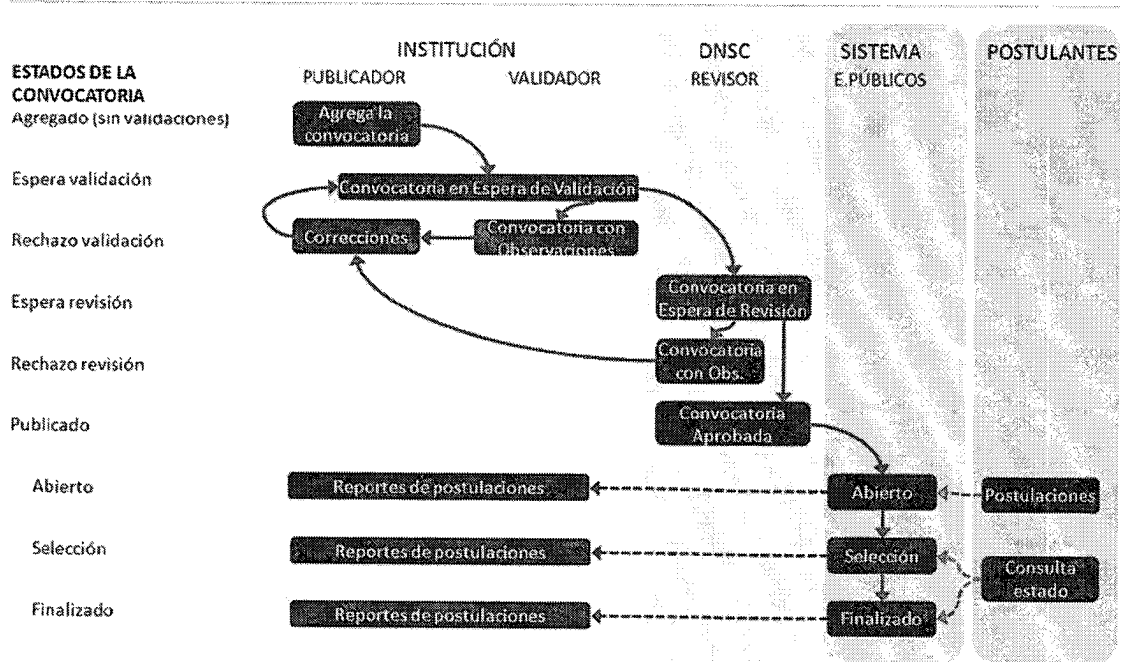 INSTITUCIÓN DNSC SISTEMA POSTULANTES
ESTADOS DE LA
CONVOCATORIA
PUBLICADOR VALIDADOR REVISOR E.PÚBLICOS
Agregado (sin validaciones)
Agrega la
convocatoria
Espera validación
Convocatoria en Espera de Validación
Rechazo validación
Correcciones
Convocatoria con
Observaciones
Espera revisión
Convocatoria en
Espera de Revisión
Rechazo revisión
Convocatoria
con Obs.
Publicado
Convocatoria
Aprobada
Abierto
Reportes de postulaciones
Abierto
Postulaciones
Selección
Reportes de postulaciones
Selección
Consulta
estado
Finalizado
Reportes de postulaciones
Finalizado